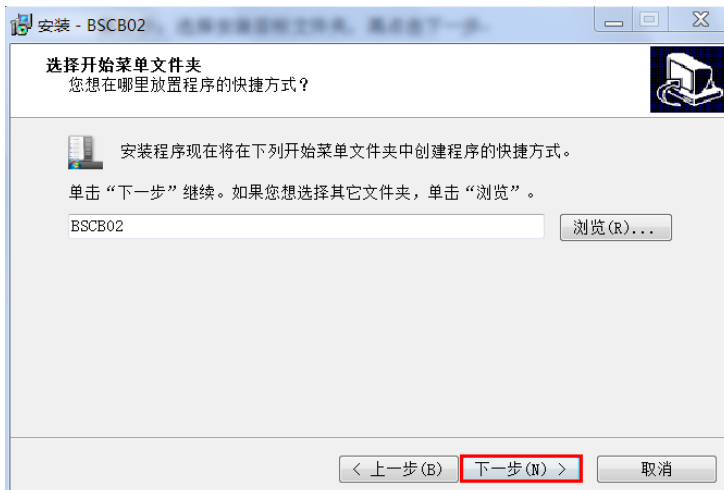 安装 - BSCB02
选择开始菜单文件夹
您想在哪里放置程序的快捷方式？
安装程序现在将在下列开始菜单文件夹中创建程序的快捷方式。
单击“下一步”继续。如果您想选择其它文件夹，单击“浏览”。
BSCB02
浏览(R)...
< 上一步(B)
下一步(N) >
取消